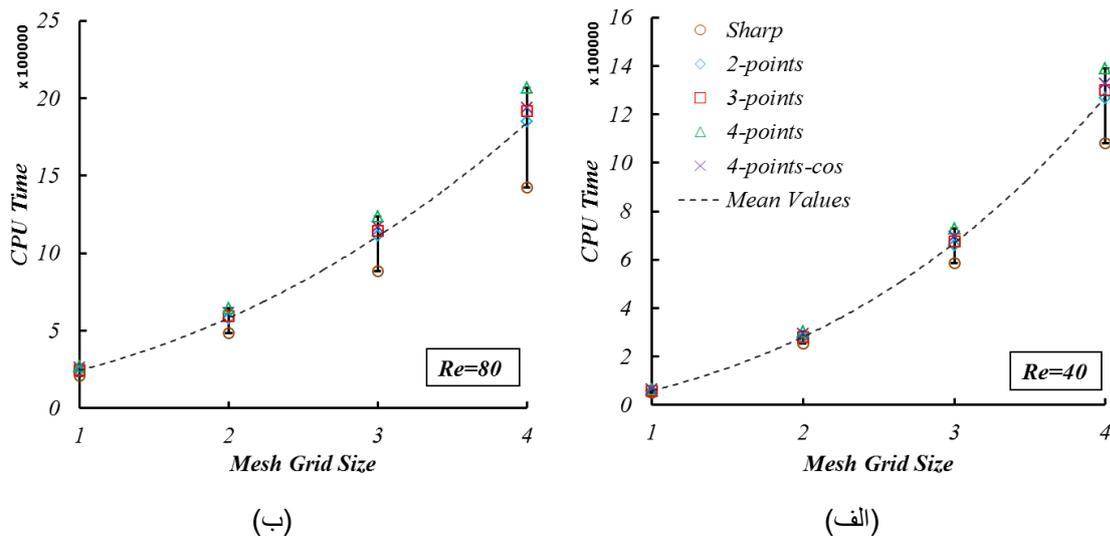 25
20
15
10
5
0
x 100000
CPU Time
1 2 3 4
Mesh Grid Size
Re=80
(ب)
16
14
12
10
8
6
4
2
0
x 100000
CPU Time
Sharp
2-points
3-points
4-points
4-points-cos
Mean Values
1 2 3 4
Mesh Grid Size
Re=40
(الف)